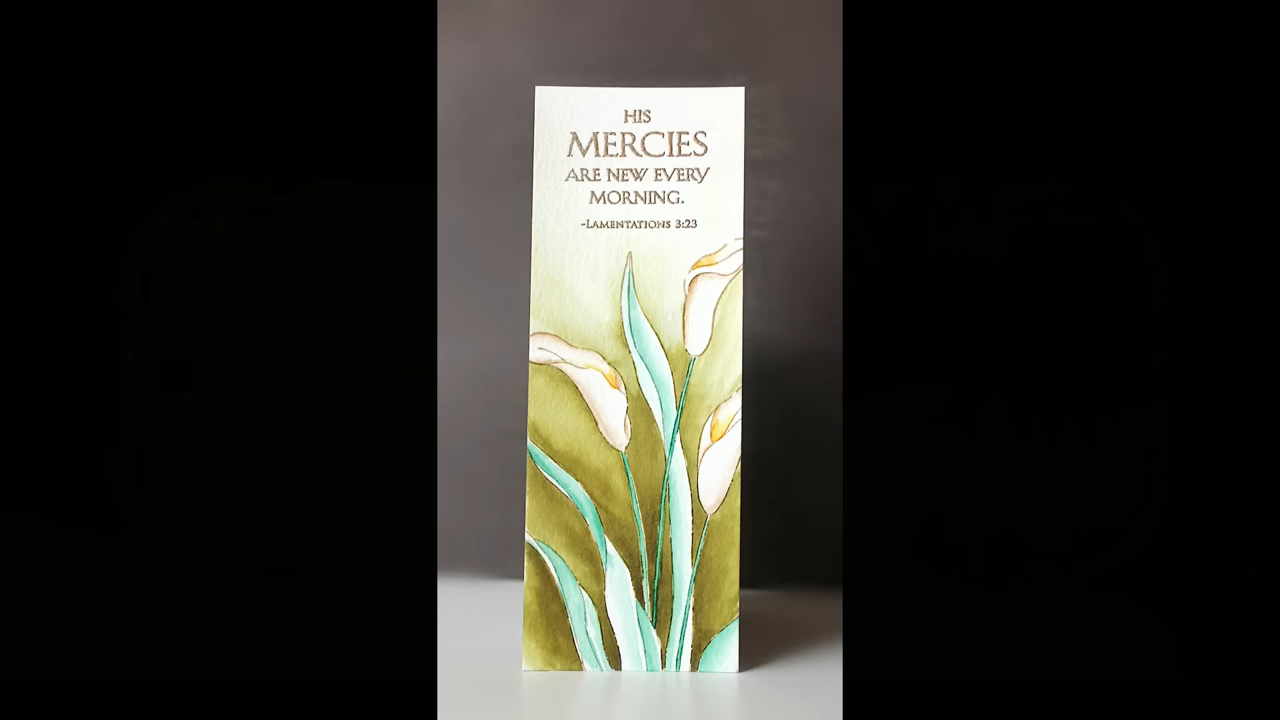 HIS
MERCIES
ARE NEW EVERY
MORNING.
-LAMENTATIONS 3:23